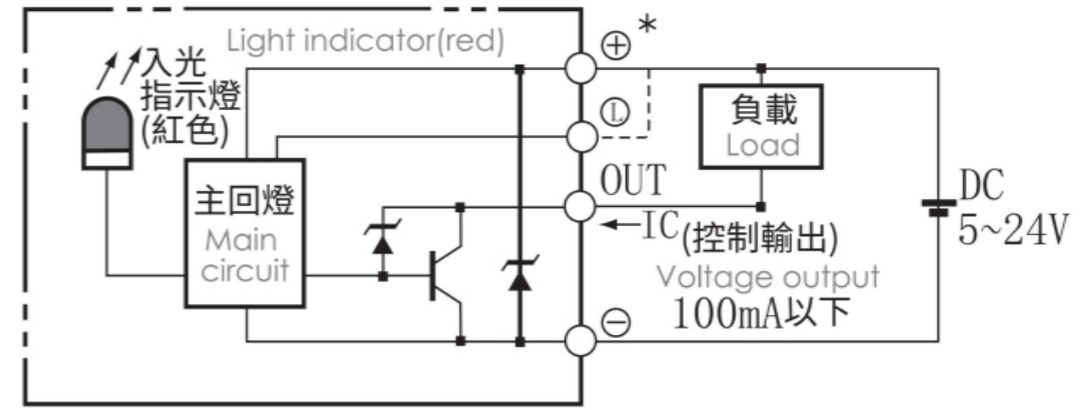 Light indicator(red)
入光
指示燈
(紅色)
⊕ *
Ⓛ
負載
Load
主回燈
Main
circuit
OUT
IC(控制輸出)
Voltage output
100mA以下
⊖
DC
5~24V